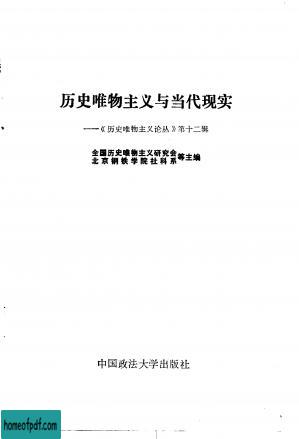 历史唯物主义与当代现实
——《历史唯物主义论丛》第十二辑
全国历史唯物主义研究会
北京钢铁学院社科系 等主编
中国政法大学出版社
homeofpdf.com